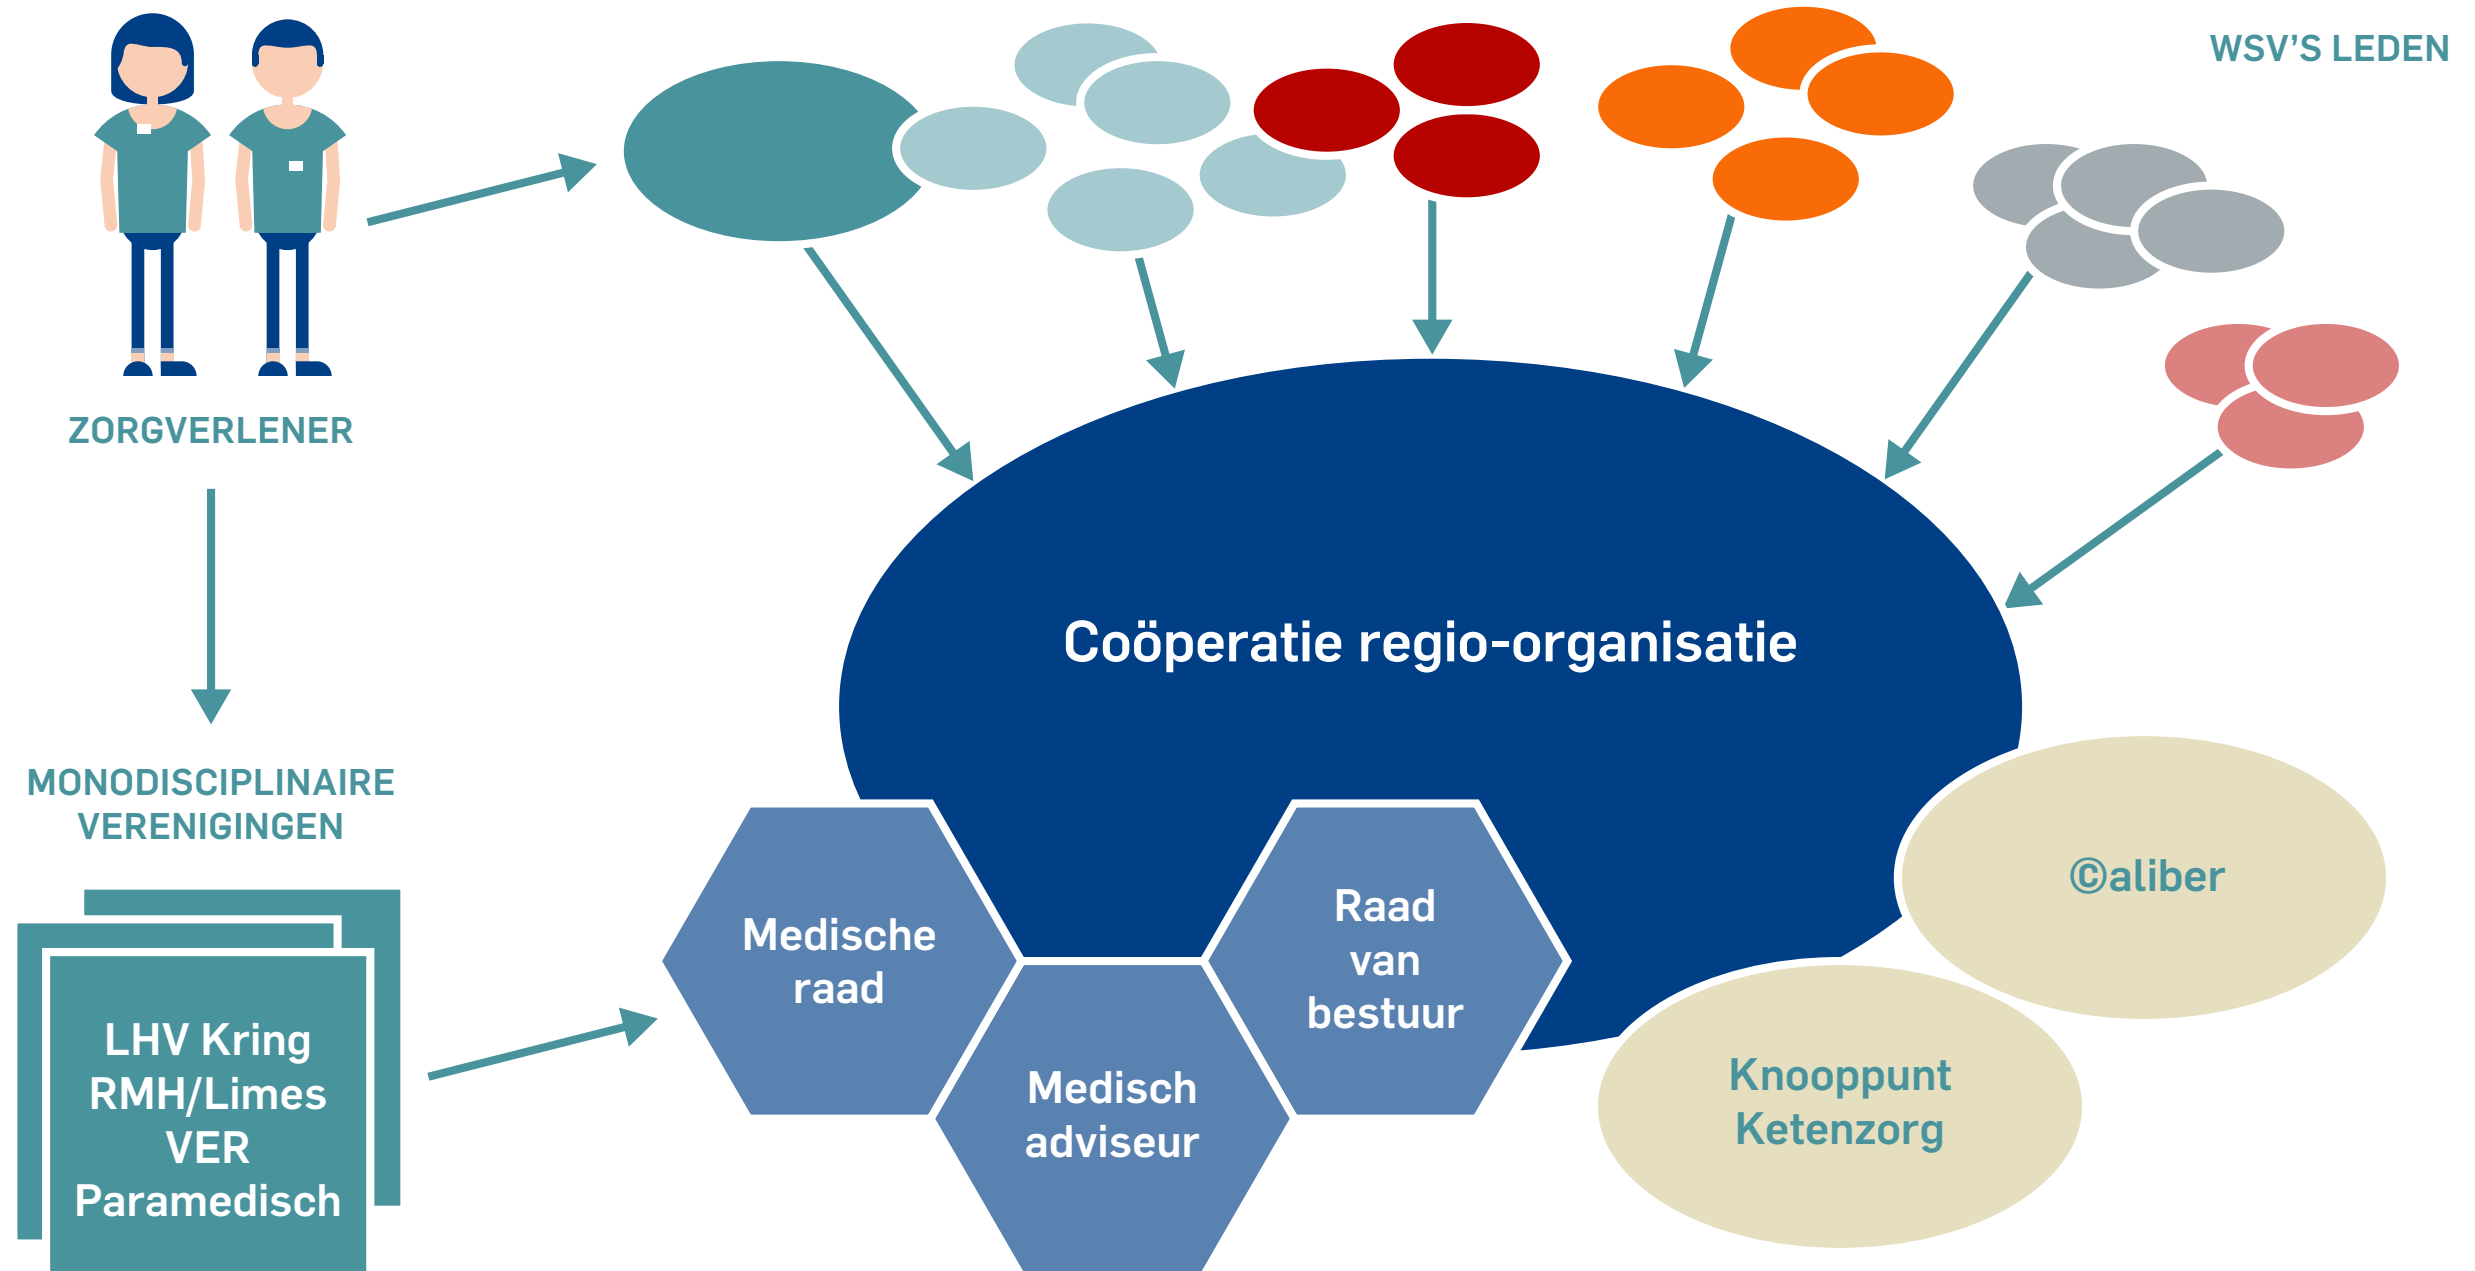 WSV’S LEDEN
ZORGVERLENER
Coöperatie regio-organisatie
MONODISCIPLINAIRE
VERENIGINGEN
LHV Kring
RMH/Limes
VER
Paramedisch
Medische
raad
Medisch
adviseur
Raad
van
bestuur
©aliber
Knooppunt
Ketenzorg